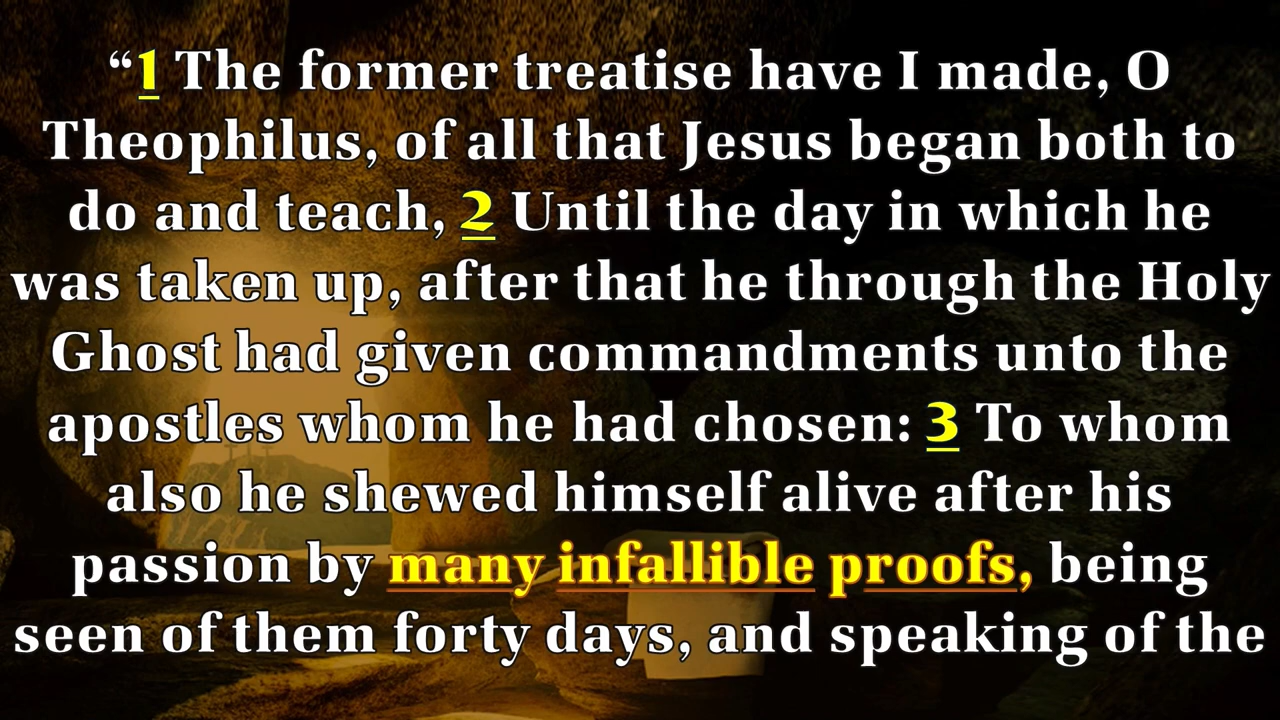 “1 The former treatise have I made, O
Theophilus, of all that Jesus began both to
do and teach, 2 Until the day in which he
was taken up, after that he through the Holy
Ghost had given commandments unto the
apostles whom he had chosen: 3 To whom
also he shewed himself alive after his
passion by many infallible proofs, being
seen of them forty days, and speaking of the